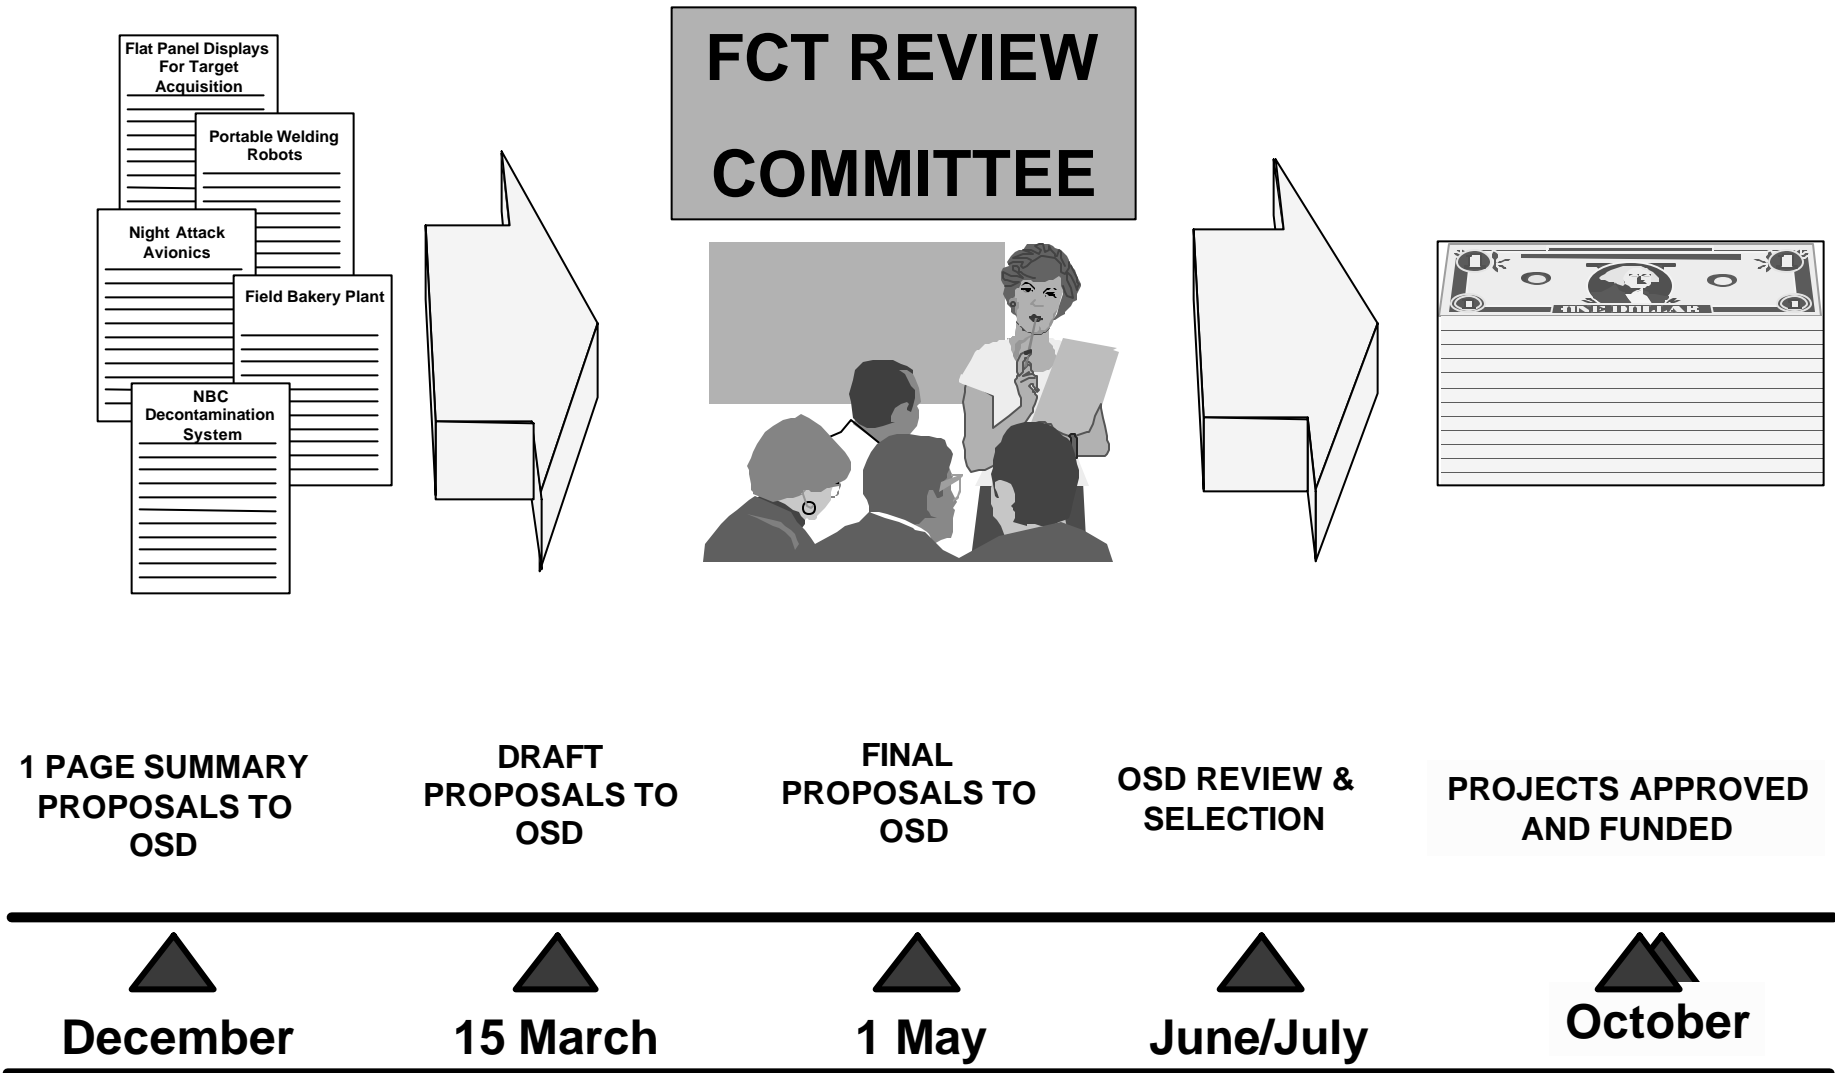 Flat Panel Displays
For Target
Acquisition
Portable Welding
Robots
Night Attack
Avionics
Field Bakery Plant
NBC
Decontamination
System
FCT REVIEW
COMMITTEE
ONE DOLLAR
1 PAGE SUMMARY
PROPOSALS TO
OSD
DRAFT
PROPOSALS TO
OSD
FINAL
PROPOSALS TO
OSD
OSD REVIEW &
SELECTION
PROJECTS APPROVED
AND FUNDED
December
15 March
1 May
June/July
October